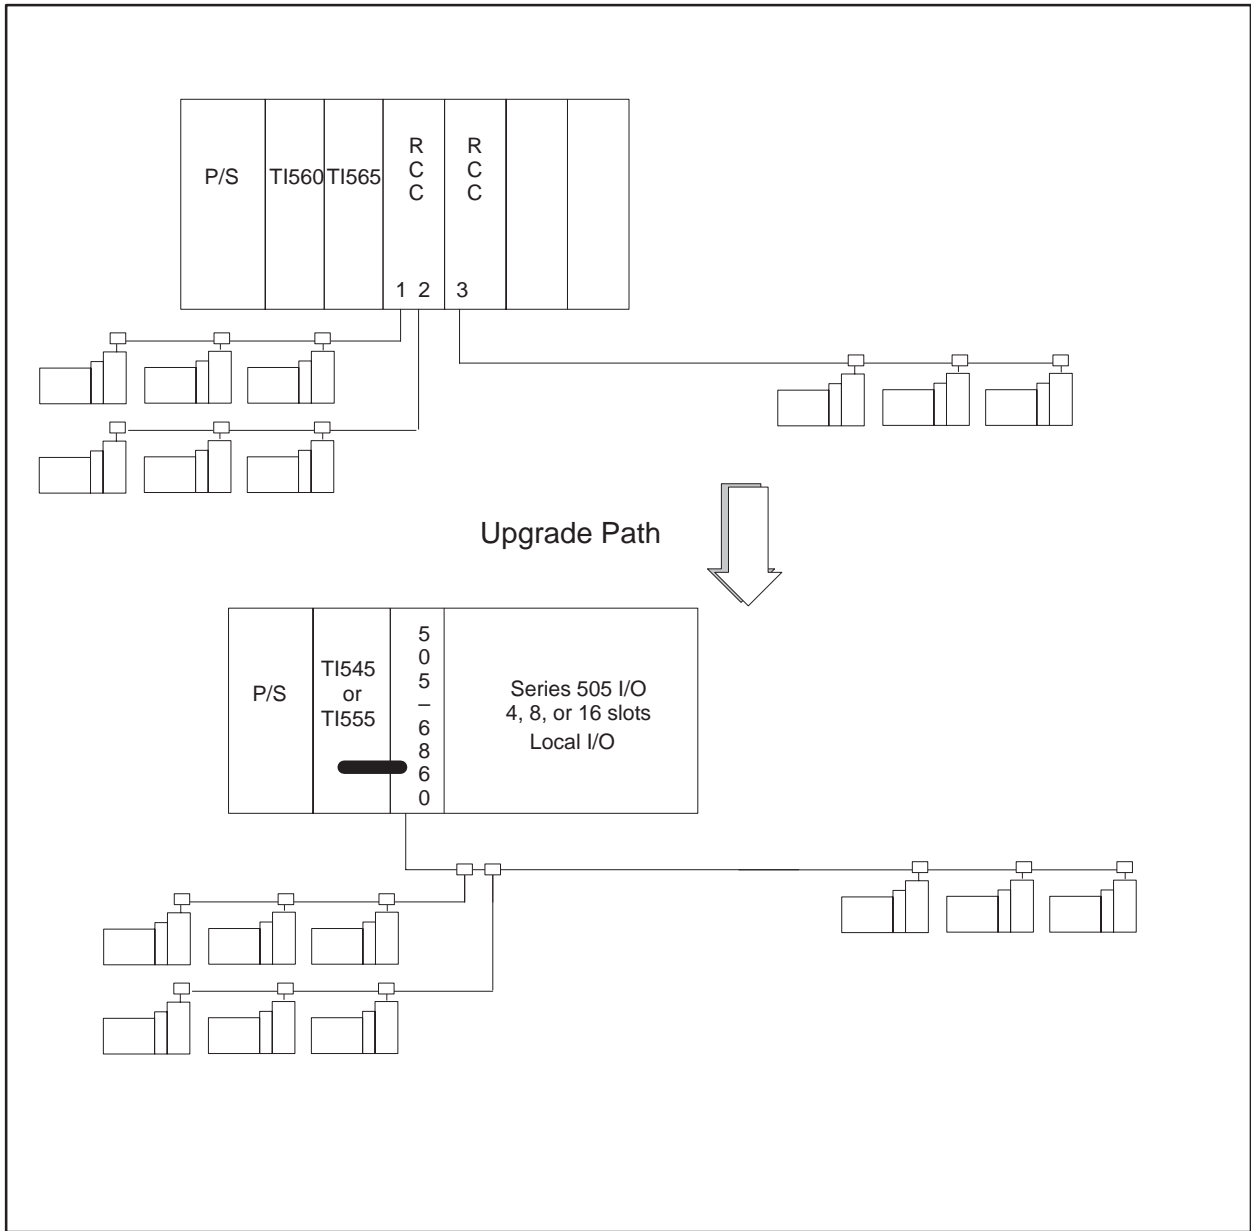 P/S
TI560
TI565
R
C
C
R
C
C
1 2
3
Upgrade Path
P/S
TI545
or
TI555
5
0
5
–
6
8
6
0
Series 505 I/O
4, 8, or 16 slots
Local I/O